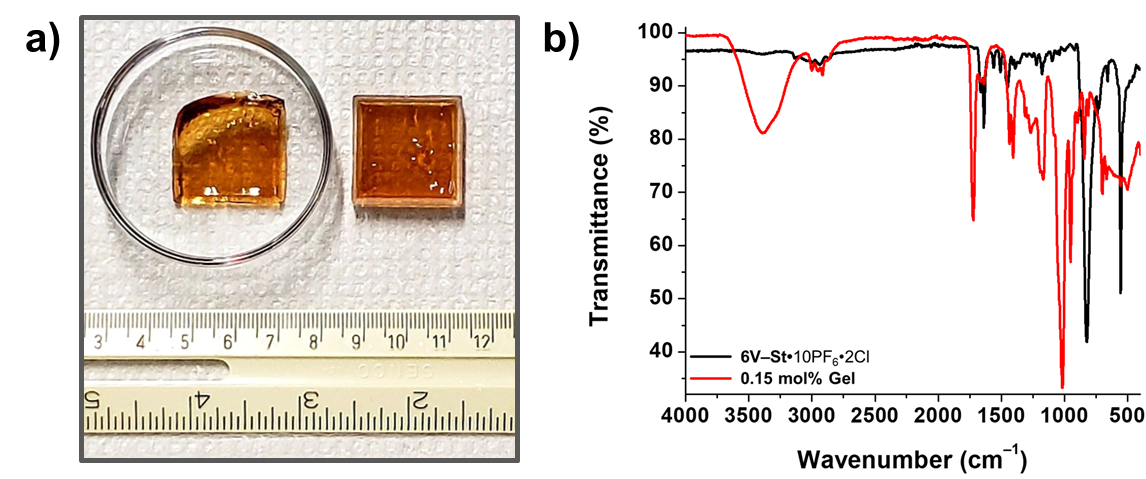 a)
3 4 5 6 7 8 9 10 11 12
SENCO
5 4 3 2
b)
100
90
80
70
60
50
40
Transmittance (%)
6V–St•10PF₆•2Cl
0.15 mol% Gel
4000 3500 3000 2500 2000 1500 1000 500
Wavenumber (cm⁻¹)